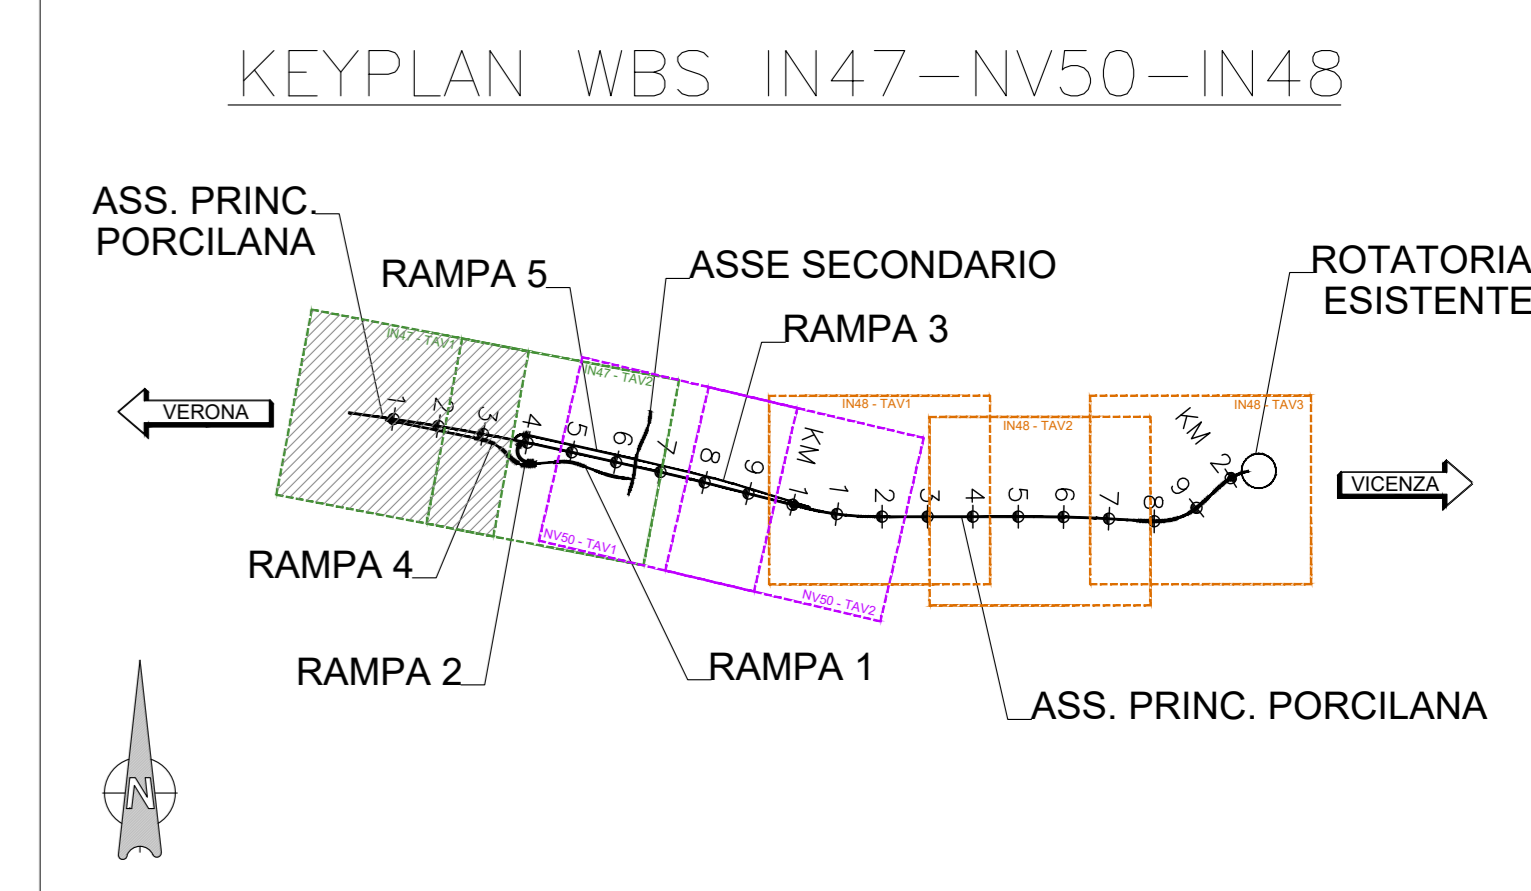 KEYPLAN WBS IN47-NV50-IN48
ASS. PRINC.
PORCILANA
RAMPA 5
ASSE SECONDARIO
RAMPA 3
ROTATORIA
ESISTENTE
IN47 - TAV1
IN47 - TAV2
IN48 - TAV1
IN48 - TAV2
IN48 - TAV3
VERONA
VICENZA
1
2
3
4
5
6
7
8
9
KM 1
1
2
3
4
5
6
7
8
9
KM 2
NV50 - TAV1
NV50 - TAV2
RAMPA 4
RAMPA 2
RAMPA 1
ASS. PRINC. PORCILANA
N